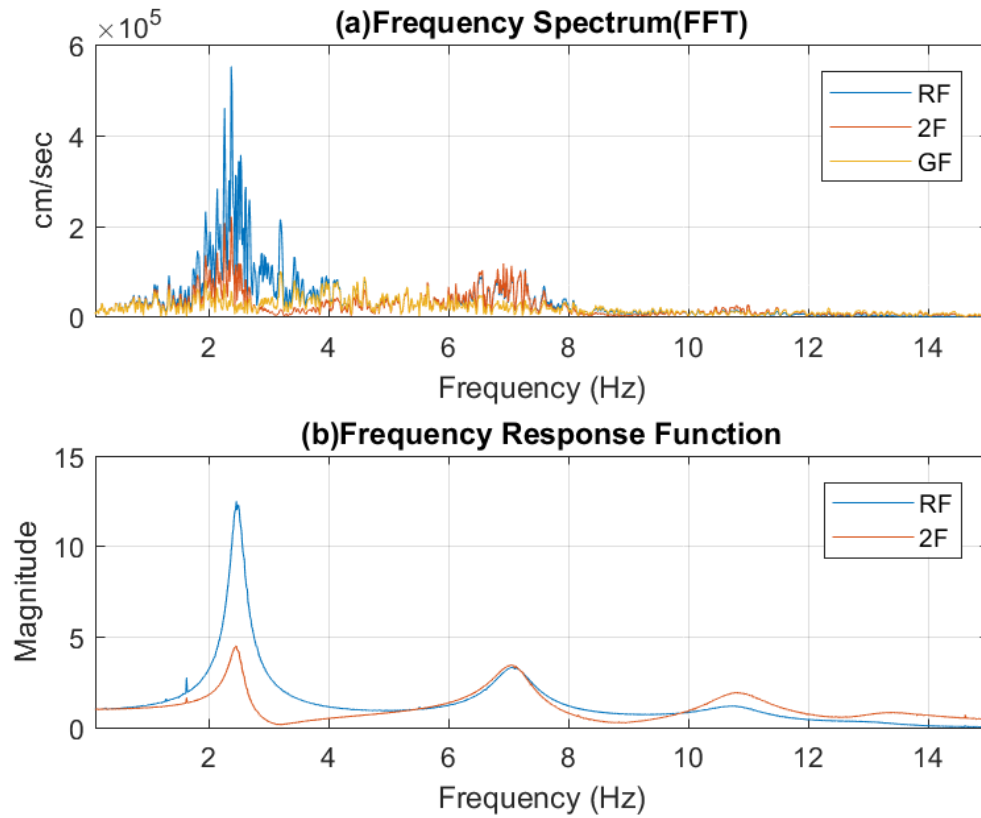 (a)Frequency Spectrum(FFT)
×10⁵
6
4
2
0
cm/sec
RF
2F
GF
2 4 6 8 10 12 14
Frequency (Hz)
(b)Frequency Response Function
15
10
5
0
Magnitude
RF
2F
2 4 6 8 10 12 14
Frequency (Hz)